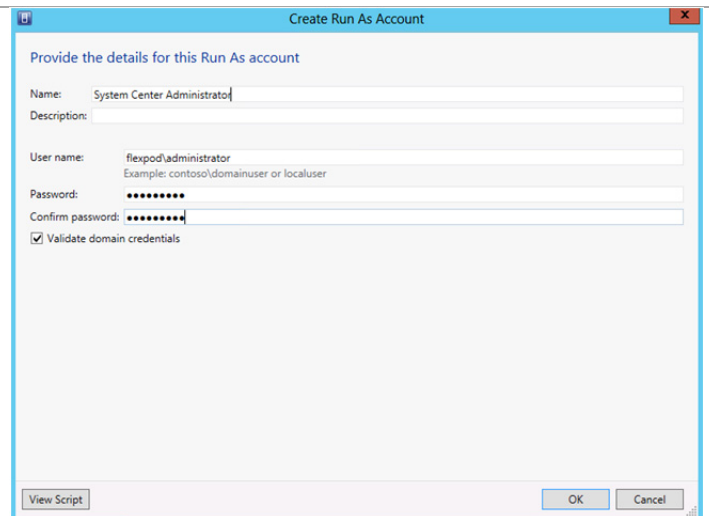 Create Run As Account
x
Provide the details for this Run As account
Name: System Center Administrator
Description:
User name: flexpod\administrator
Example: contoso\domainuser or localuser
Password: •••••••••
Confirm password: •••••••••
Validate domain credentials
View Script OK Cancel